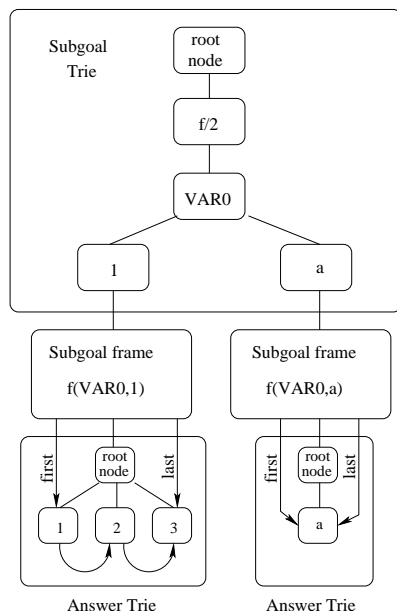 Subgoal
Trie
root
node
f/2
VAR0
1
a
Subgoal frame
f(VAR0,1)
Subgoal frame
f(VAR0,a)
first
root
node
last
1
2
3
first
root
node
last
a
Answer Trie
Answer Trie